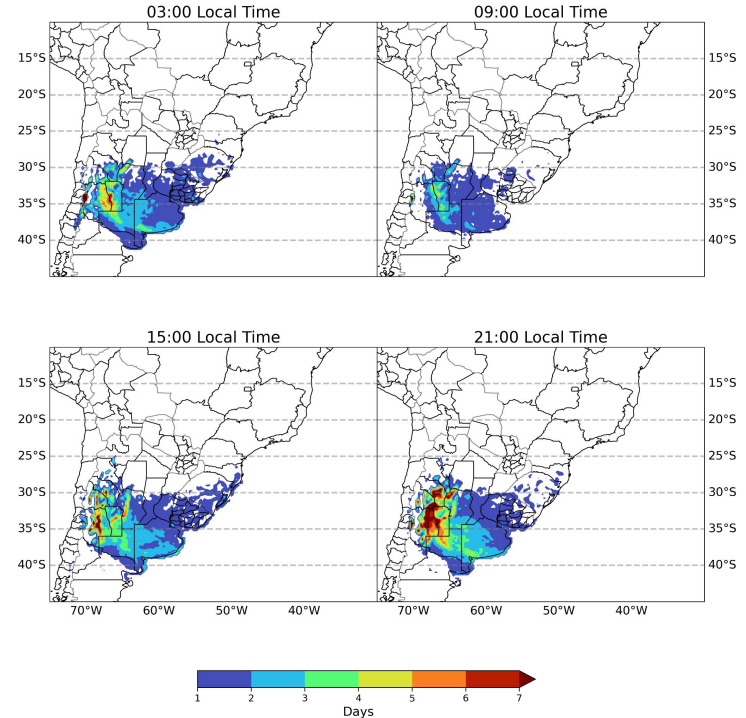 03:00 Local Time
09:00 Local Time
15°S
15°S
20°S
20°S
25°S
25°S
30°S
30°S
35°S
35°S
40°S
40°S
15:00 Local Time
21:00 Local Time
15°S
15°S
20°S
20°S
25°S
25°S
30°S
30°S
35°S
35°S
40°S
40°S
70°W 60°W 50°W 40°W 70°W 60°W 50°W 40°W
1 2 3 4 5 6 7
Days